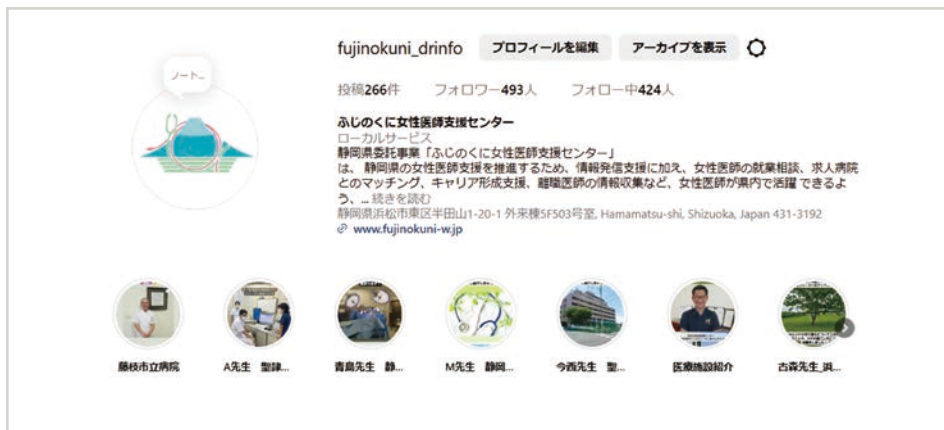 fujinokuni_drinfo プロフィールを編集 アーカイブを表示
ノート...
投稿266件 フォロワー493人 フォロー中424人
ふじのくに女性医師支援センター
ローカルサービス
静岡県委託事業「ふじのくに女性医師支援センター」
は、 静岡県の女性医師支援を推進するため、情報発信支援に加え、女性医師の就業相談、求人病院
とのマッチング、キャリア形成支援、離職医師の情報収集など、女性医師が県内で活躍 できるよ
う、... 続きを読む
静岡県浜松市東区半田山1-20-1 外来棟5F503号室, Hamamatsu-shi, Shizuoka, Japan 431-3192
www.fujinokuni-w.jp
藤枝市立病院 A先生 聖隷... 青島先生 静... M先生 静岡... 今西先生 聖... 医療施設紹介 古森先生_浜...